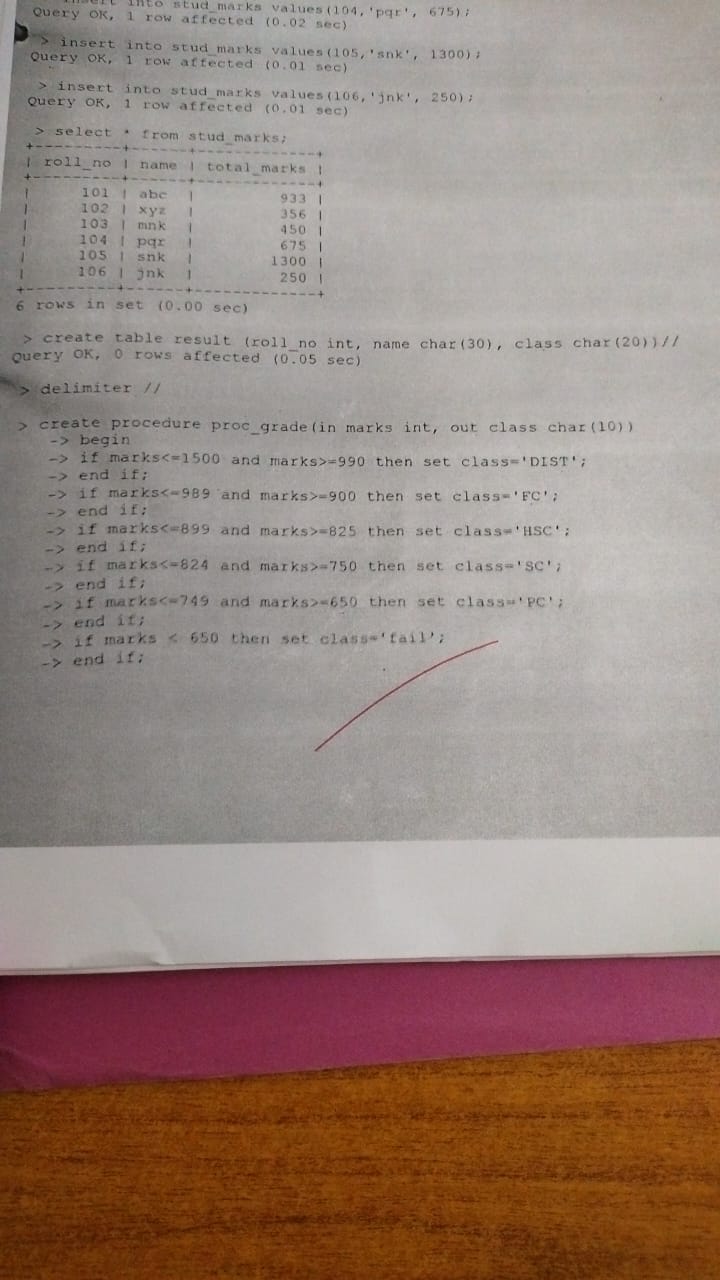 into stud_marks values(104,'pqr', 675);
Query OK, 1 row affected (0.02 sec)
> insert into stud_marks values(105,'snk', 1300);
Query OK, 1 row affected (0.01 sec)
> insert into stud_marks values(106,'jnk', 250);
Query OK, 1 row affected (0.01 sec)
> select * from stud_marks;
+---------+------+-------------+
| roll_no | name | total_marks |
+---------+------+-------------+
| 101 | abc | 933 |
| 102 | xyz | 356 |
| 103 | mnk | 450 |
| 104 | pqr | 675 |
| 105 | snk | 1300 |
| 106 | jnk | 250 |
+---------+------+-------------+
6 rows in set (0.00 sec)
> create table result (roll_no int, name char(30), class char(20))//
Query OK, 0 rows affected (0.05 sec)
> delimiter //
> create procedure proc_grade(in marks int, out class char(10))
-> begin
-> if marks<=1500 and marks>=990 then set class='DIST';
-> end if;
-> if marks<=989 and marks>=900 then set class='FC';
-> end if;
-> if marks<=899 and marks>=825 then set class='HSC';
-> end if;
-> if marks<=824 and marks>=750 then set class='SC';
-> end if;
-> if marks<=749 and marks>=650 then set class='PC';
-> end if;
-> if marks < 650 then set class='fail';
-> end if;